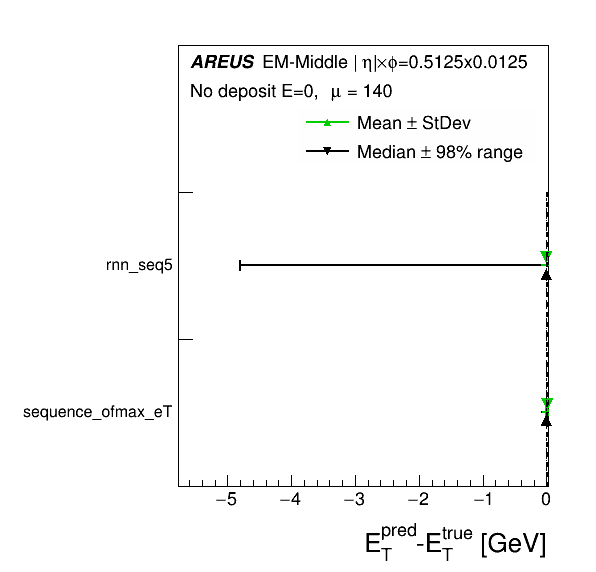 AREUS EM-Middle | η|×ϕ=0.5125x0.0125
No deposit E=0, μ = 140
Mean ± StDev
Median ± 98% range
rnn_seq5
sequence_ofmax_eT
−5 −4 −3 −2 −1 0
E_T^pred-E_T^true [GeV]